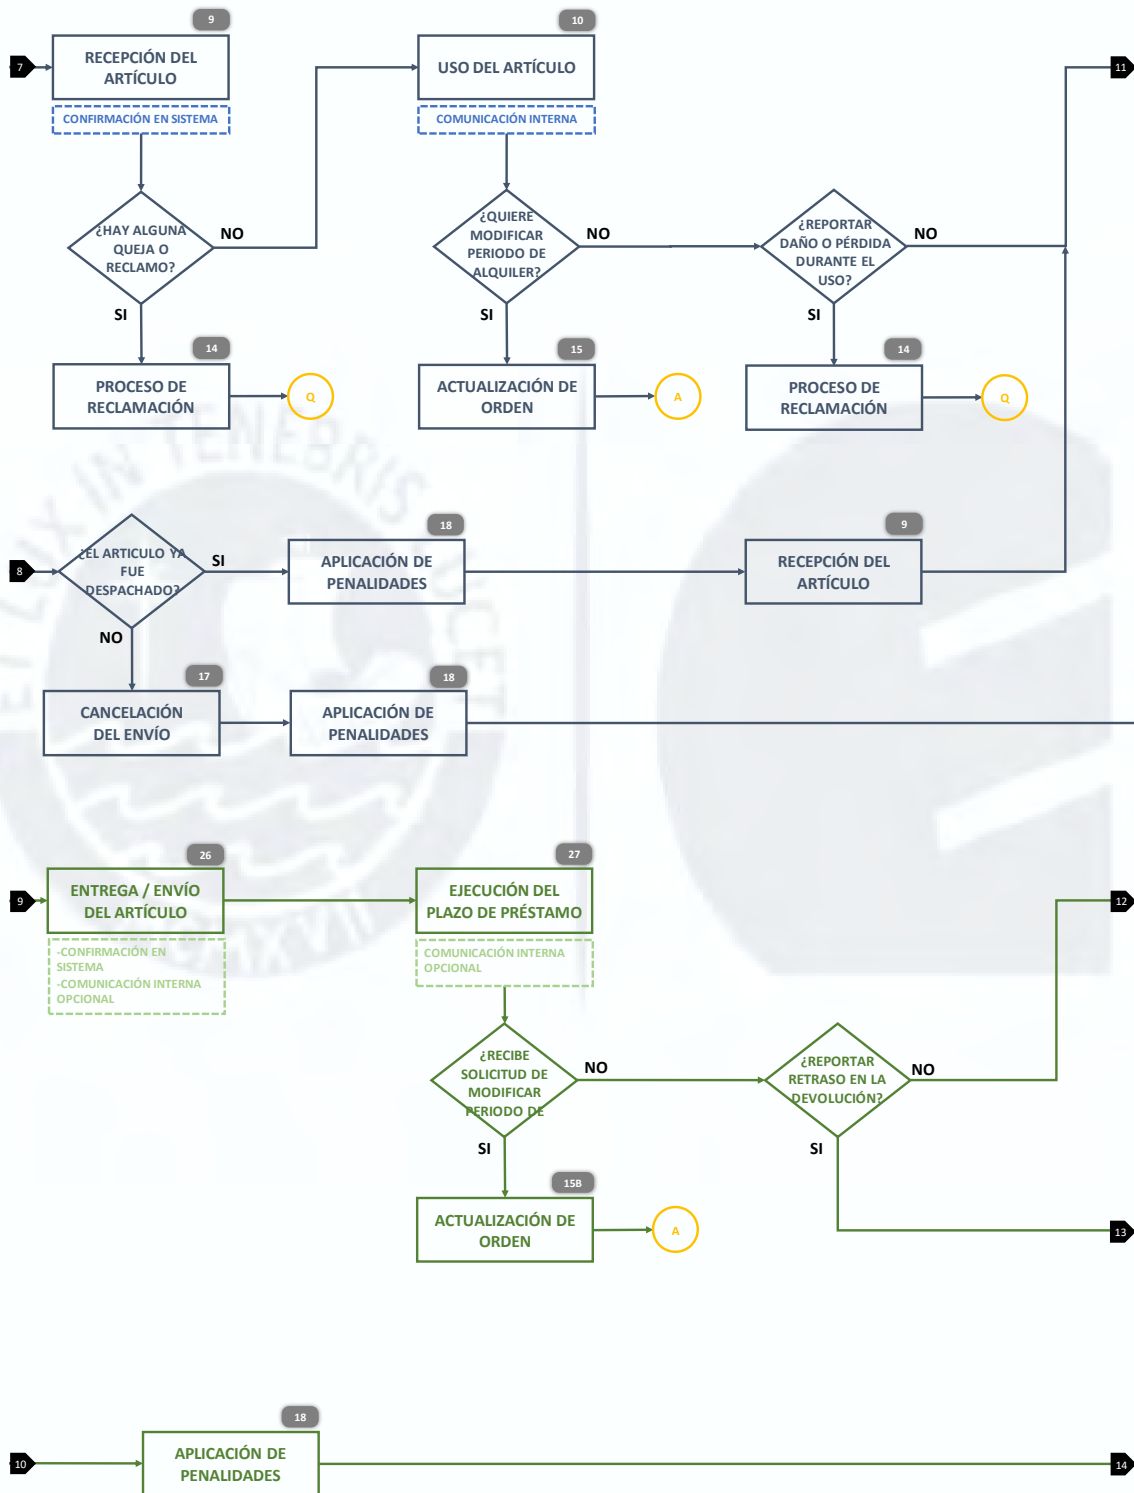 9
10
7
RECEPCIÓN DEL
ARTÍCULO
USO DEL ARTÍCULO
11
CONFIRMACIÓN EN SISTEMA
COMUNICACIÓN INTERNA
¿HAY ALGUNA
QUEJA O
RECLAMO?
NO
¿QUIERE
MODIFICAR
PERIODO DE
ALQUILER?
NO
¿REPORTAR
DAÑO O PÉRDIDA
DURANTE EL
USO?
NO
SI
SI
SI
14
15
14
PROCESO DE
RECLAMACIÓN
Q
ACTUALIZACIÓN DE
ORDEN
A
PROCESO DE
RECLAMACIÓN
Q
ET LUX IN TENEBRIS LUCET
18
9
8
¿EL ARTICULO YA
FUE
DESPACHADO?
SI
APLICACIÓN DE
PENALIDADES
RECEPCIÓN DEL
ARTÍCULO
NO
17
18
CANCELACIÓN
DEL ENVÍO
APLICACIÓN DE
PENALIDADES
26
27
9
ENTREGA / ENVÍO
DEL ARTÍCULO
EJECUCIÓN DEL
PLAZO DE PRÉSTAMO
12
-CONFIRMACIÓN EN
SISTEMA
-COMUNICACIÓN INTERNA
OPCIONAL
COMUNICACIÓN INTERNA
OPCIONAL
¿RECIBE
SOLICITUD DE
MODIFICAR
PERIODO DE
NO
¿REPORTAR
RETRASO EN LA
DEVOLUCIÓN?
NO
SI
SI
15B
ACTUALIZACIÓN DE
ORDEN
A
13
18
10
APLICACIÓN DE
PENALIDADES
14